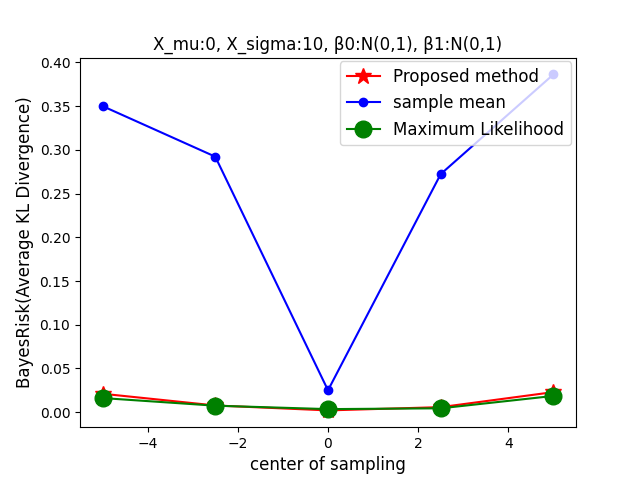 X_mu:0, X_sigma:10, β0:N(0,1), β1:N(0,1)
Proposed method
sample mean
Maximum Likelihood
BayesRisk(Average KL Divergence)
0.40
0.35
0.30
0.25
0.20
0.15
0.10
0.05
0.00
−4 −2 0 2 4
center of sampling